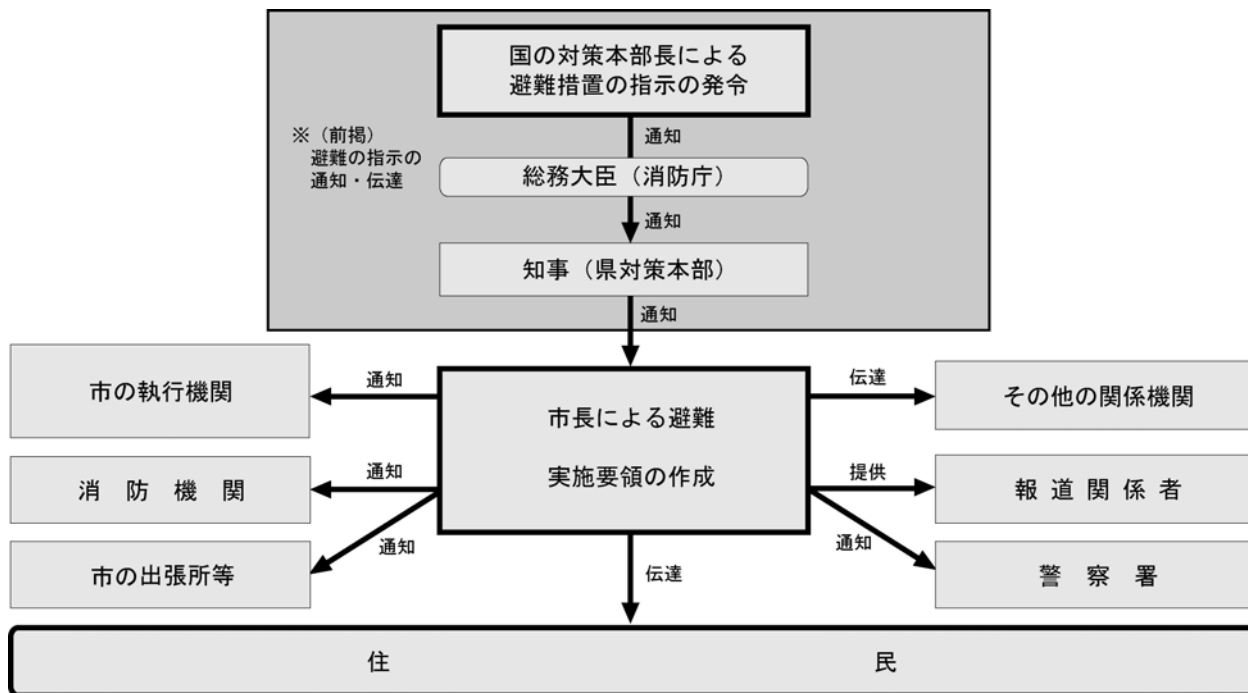 国の対策本部長による
避難措置の指示の発令
通知
※（前掲）
避難の指示の
通知・伝達
総務大臣（消防庁）
通知
知事（県対策本部）
通知
市の執行機関
通知
市長による避難
実施要領の作成
伝達
その他の関係機関
消 防 機 関
通知
提供
報 道 関 係 者
市の出張所等
通知
伝達
通知
警 察 署
住 民